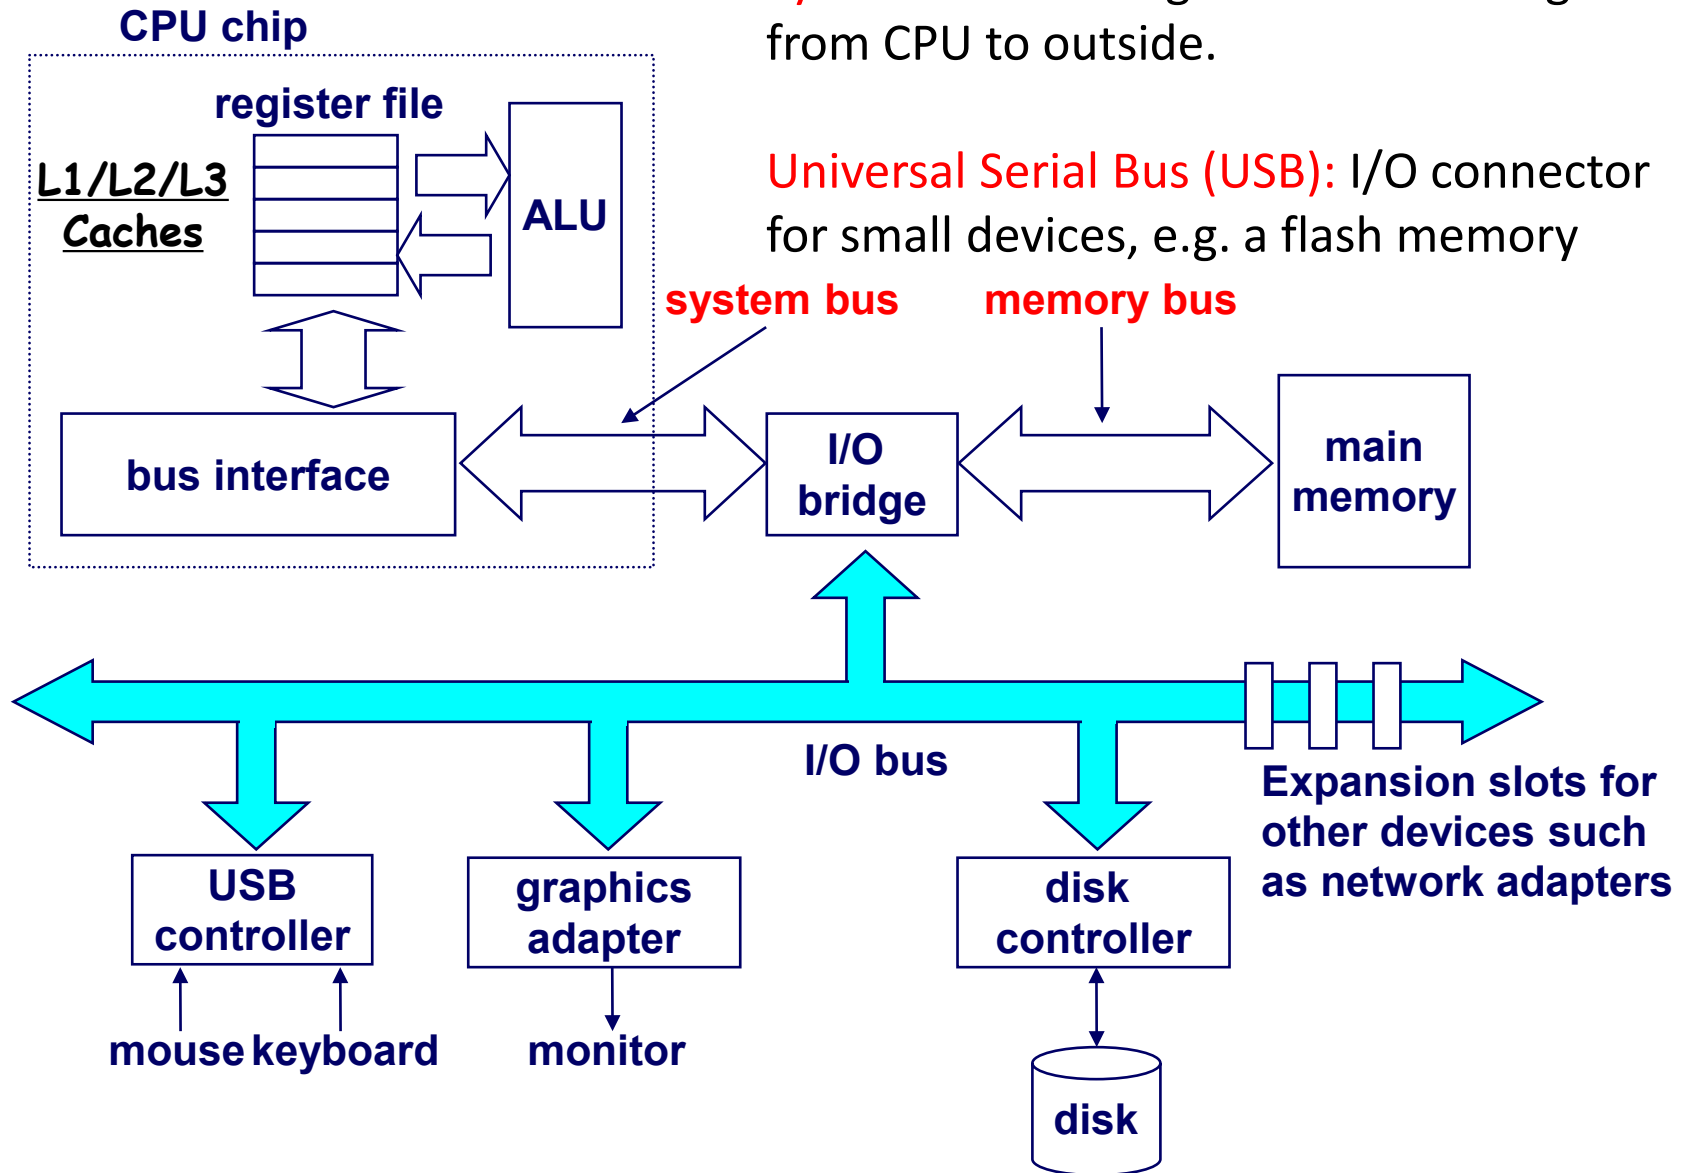 CPU chip
from CPU to outside.
register file
L1/L2/L3
Caches
ALU
Universal Serial Bus (USB): I/O connector
for small devices, e.g. a flash memory
system bus
memory bus
bus interface
I/O
bridge
main
memory
I/O bus
Expansion slots for
other devices such
as network adapters
USB
controller
graphics
adapter
disk
controller
mouse
keyboard
monitor
disk